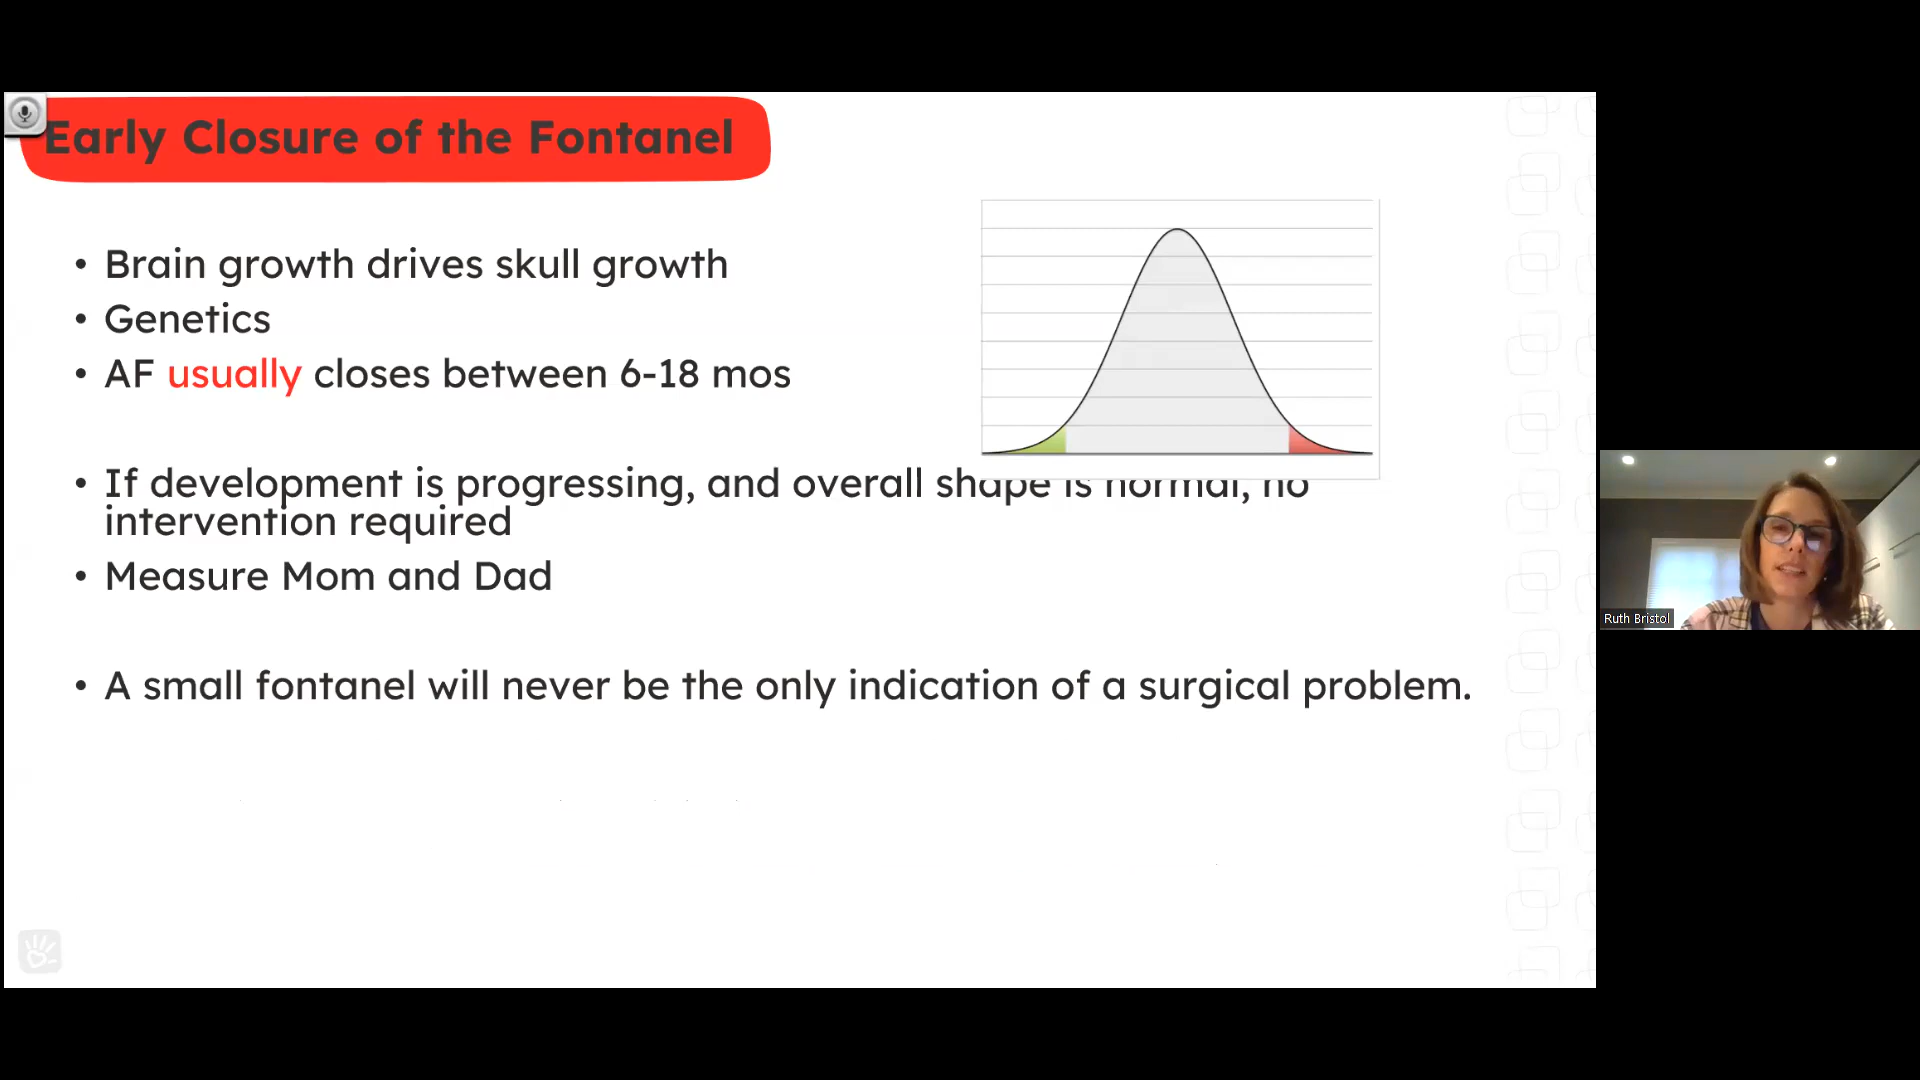 Early Closure of the Fontanel
• Brain growth drives skull growth
• Genetics
• AF usually closes between 6-18 mos
• If development is progressing, and overall shape is normal, no
intervention required
• Measure Mom and Dad
• A small fontanel will never be the only indication of a surgical problem.
Ruth Bristol